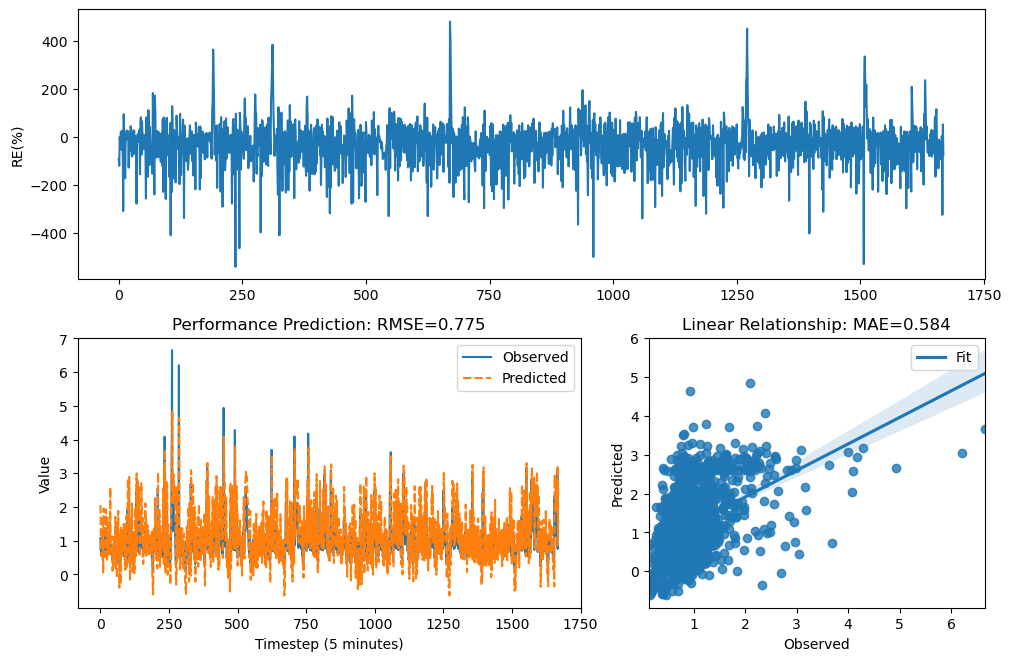 400
200
0
−200
−400
RE(%)
0 250 500 750 1000 1250 1500 1750
Performance Prediction: RMSE=0.775
7
6
5
4
3
2
1
0
Value
Observed
Predicted
0 250 500 750 1000 1250 1500 1750
Timestep (5 minutes)
Linear Relationship: MAE=0.584
6
5
4
3
2
1
0
Predicted
Fit
1 2 3 4 5 6
Observed